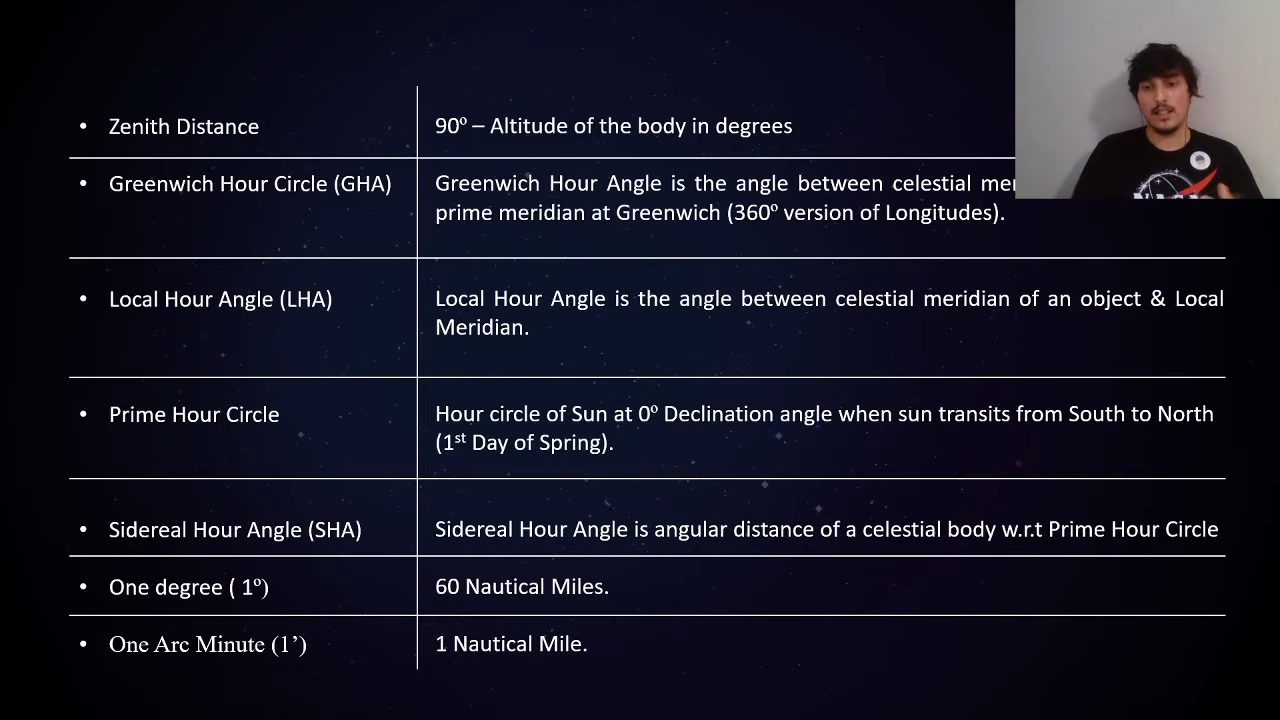 • Zenith Distance
90º – Altitude of the body in degrees
• Greenwich Hour Circle (GHA)
Greenwich Hour Angle is the angle between celestial
prime meridian at Greenwich (360º version of Longitudes).
• Local Hour Angle (LHA)
Local Hour Angle is the angle between celestial meridian of an object & Local
Meridian.
• Prime Hour Circle
Hour circle of Sun at 0º Declination angle when sun transits from South to North
(1st Day of Spring).
• Sidereal Hour Angle (SHA)
Sidereal Hour Angle is angular distance of a celestial body w.r.t Prime Hour Circle
• One degree ( 1º)
60 Nautical Miles.
• One Arc Minute (1’)
1 Nautical Mile.